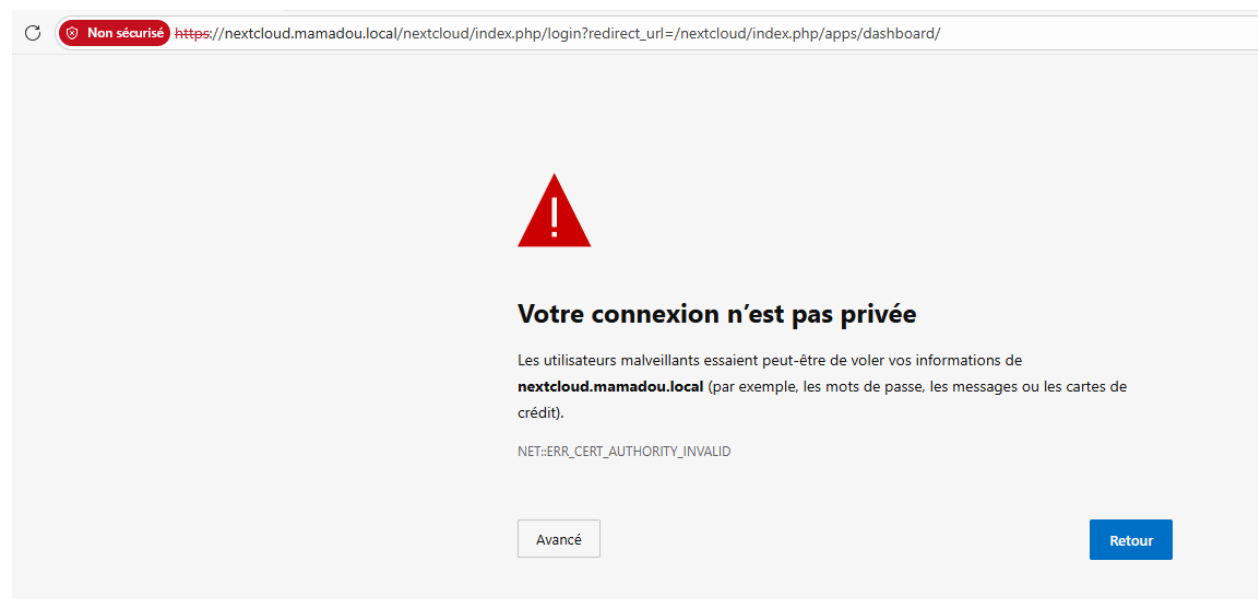 Non sécurisé https://nextcloud.mamadou.local/nextcloud/index.php/login?redirect_url=/nextcloud/index.php/apps/dashboard/
Votre connexion n’est pas privée
Les utilisateurs malveillants essaient peut-être de voler vos informations de
nextcloud.mamadou.local (par exemple, les mots de passe, les messages ou les cartes de
crédit).
NET::ERR_CERT_AUTHORITY_INVALID
Avancé
Retour